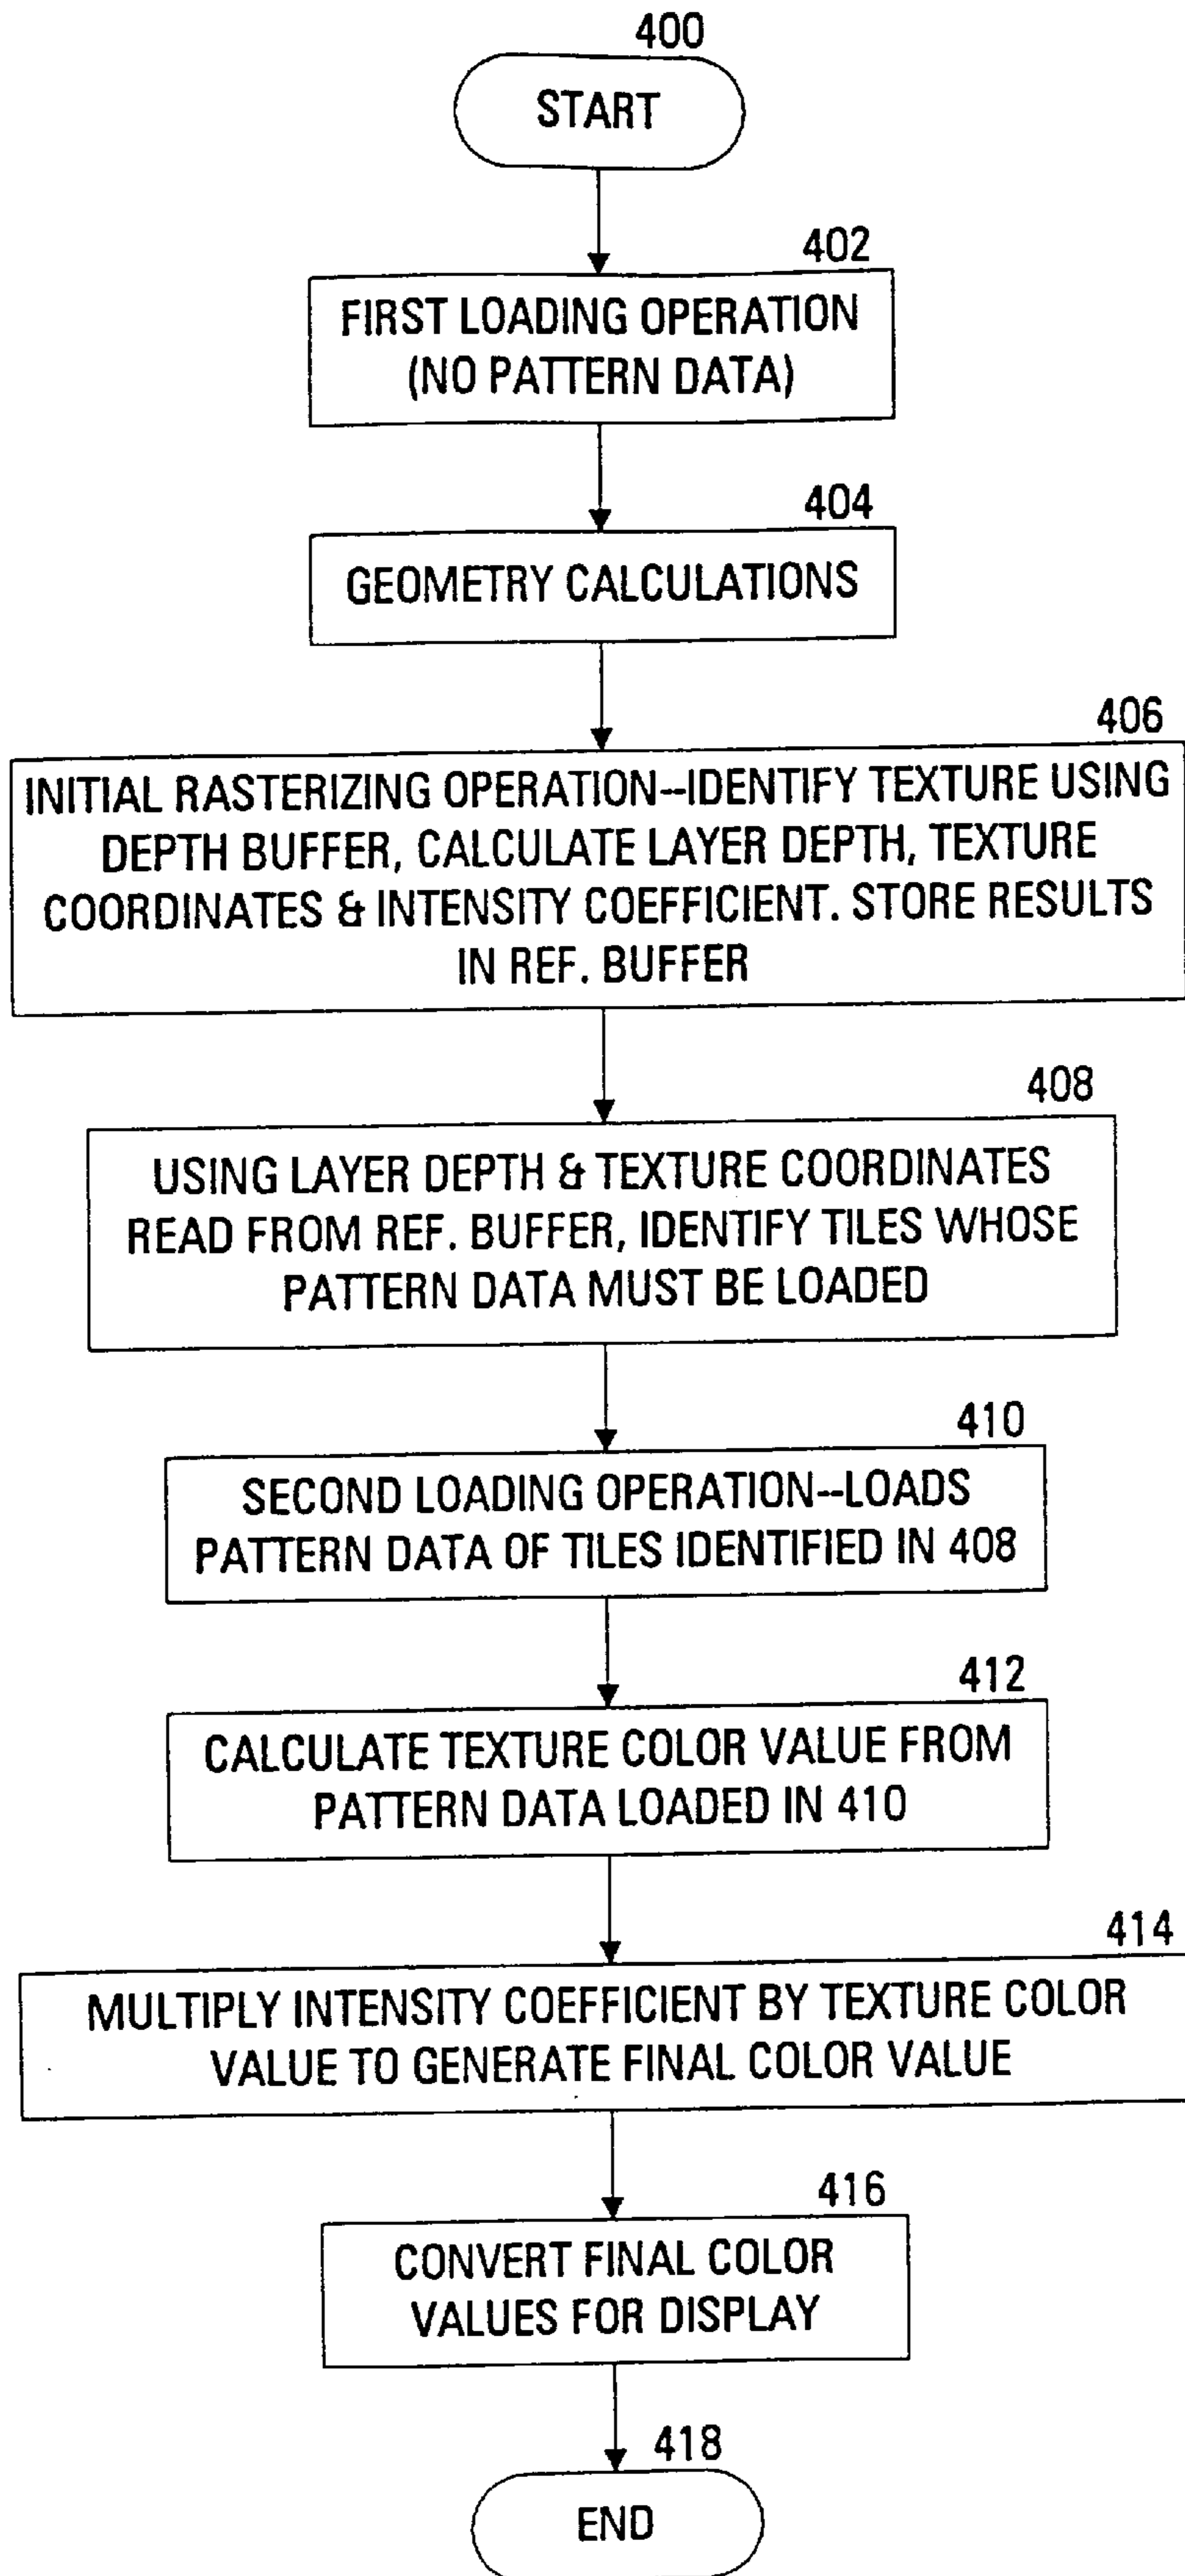 400
START
402
FIRST LOADING OPERATION
(NO PATTERN DATA)
404
GEOMETRY CALCULATIONS
406
INITIAL RASTERIZING OPERATION--IDENTIFY TEXTURE USING
DEPTH BUFFER, CALCULATE LAYER DEPTH, TEXTURE
COORDINATES & INTENSITY COEFFICIENT. STORE RESULTS
IN REF. BUFFER
408
USING LAYER DEPTH & TEXTURE COORDINATES
READ FROM REF. BUFFER, IDENTIFY TILES WHOSE
PATTERN DATA MUST BE LOADED
410
SECOND LOADING OPERATION--LOADS
PATTERN DATA OF TILES IDENTIFIED IN 408
412
CALCULATE TEXTURE COLOR VALUE FROM
PATTERN DATA LOADED IN 410
414
MULTIPLY INTENSITY COEFFICIENT BY TEXTURE COLOR
VALUE TO GENERATE FINAL COLOR VALUE
416
CONVERT FINAL COLOR
VALUES FOR DISPLAY
418
END